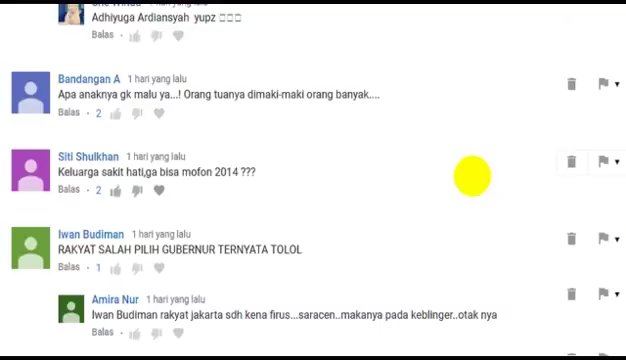 Adhiyuga Ardiansyah yupz
Balas
Bandangan A 1 hari yang lalu
Apa anaknya gk malu ya...! Orang tuanya dimaki-maki orang banyak....
Balas · 2
Siti Shulkhan 1 hari yang lalu
Keluarga sakit hati,ga bisa mofon 2014 ???
Balas · 2
Iwan Budiman 1 hari yang lalu
RAKYAT SALAH PILIH GUBERNUR TERNYATA TOLOL
Balas · 1
Amira Nur 1 hari yang lalu
Iwan Budiman rakyat jakarta sdh kena firus...saracen..makanya pada keblinger..otak nya
Balas